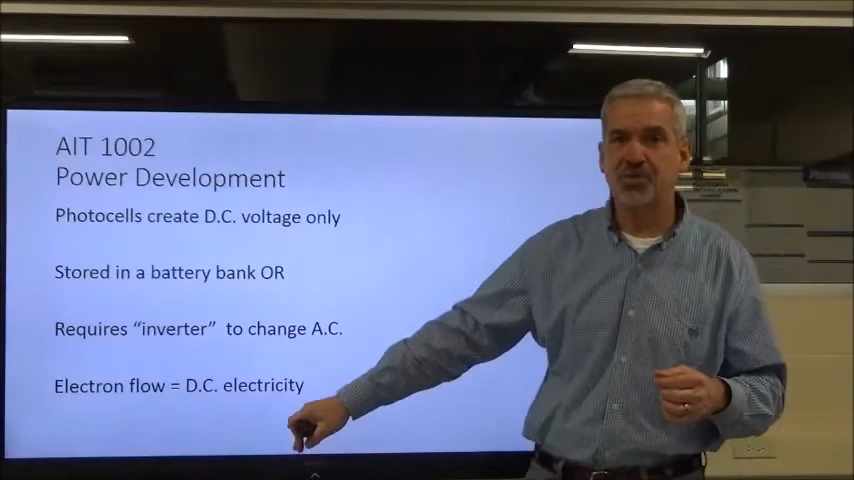 AIT 1002
Power Development
Photocells create D.C. voltage only
Stored in a battery bank OR
Requires “inverter” to change A.C.
Electron flow = D.C. electricity